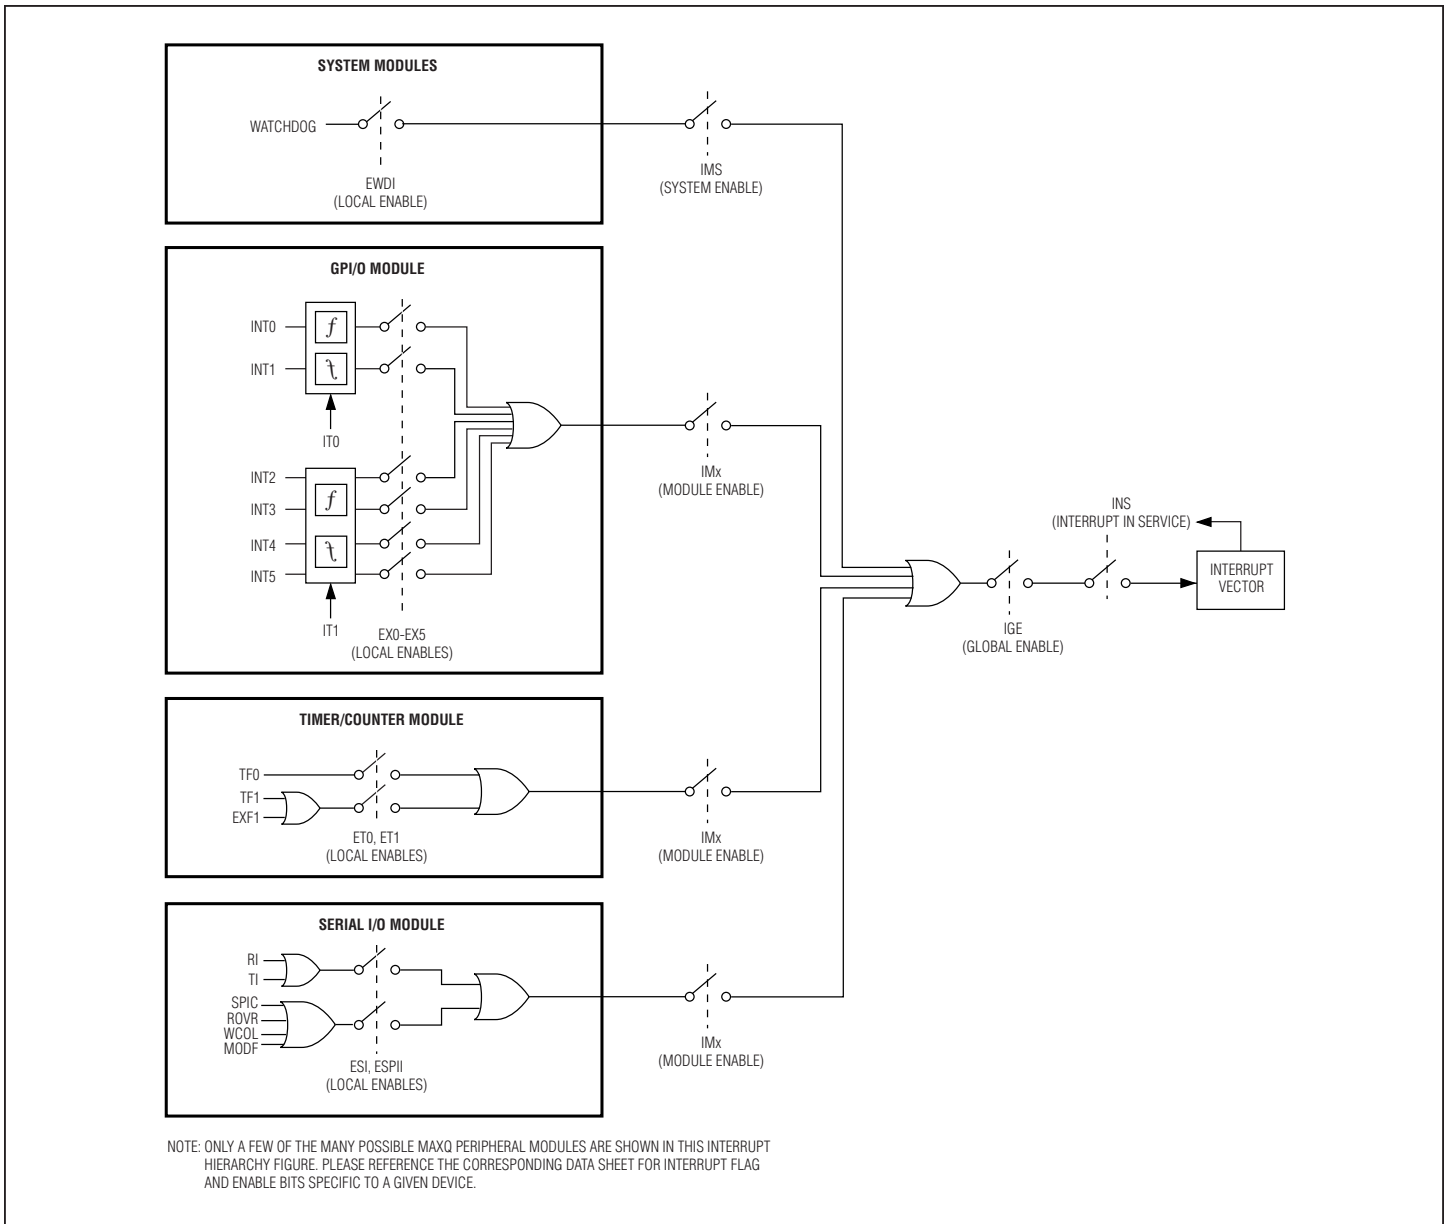 SYSTEM MODULES
WATCHDOG
EWDI
(LOCAL ENABLE)
IMS
(SYSTEM ENABLE)
GPI/O MODULE
INT0
f
INT1
t
IT0
INT2
INT3
f
INT4
t
INT5
IT1
EX0-EX5
(LOCAL ENABLES)
IMx
(MODULE ENABLE)
INS
(INTERRUPT IN SERVICE)
INTERRUPT
VECTOR
IGE
(GLOBAL ENABLE)
TIMER/COUNTER MODULE
TF0
TF1
EXF1
ET0, ET1
(LOCAL ENABLES)
IMx
(MODULE ENABLE)
SERIAL I/O MODULE
RI
TI
SPIC
ROVR
WCOL
MODF
ESI, ESPII
(LOCAL ENABLES)
IMx
(MODULE ENABLE)
NOTE: ONLY A FEW OF THE MANY POSSIBLE MAXQ PERIPHERAL MODULES ARE SHOWN IN THIS INTERRUPT
HIERARCHY FIGURE. PLEASE REFERENCE THE CORRESPONDING DATA SHEET FOR INTERRUPT FLAG
AND ENABLE BITS SPECIFIC TO A GIVEN DEVICE.